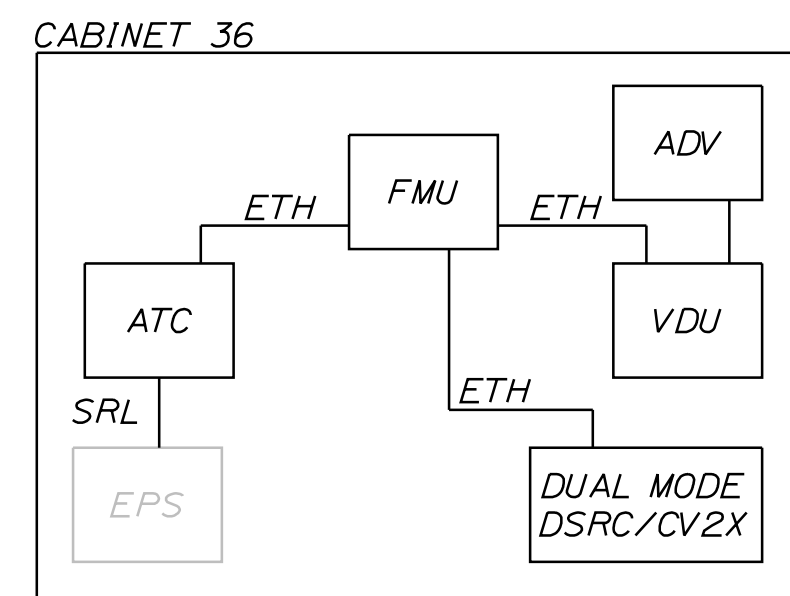 CABINET 36
ADV
FMU
ETH
ETH
ATC
VDU
SRL
ETH
EPS
DUAL MODE
DSRC/CV2X